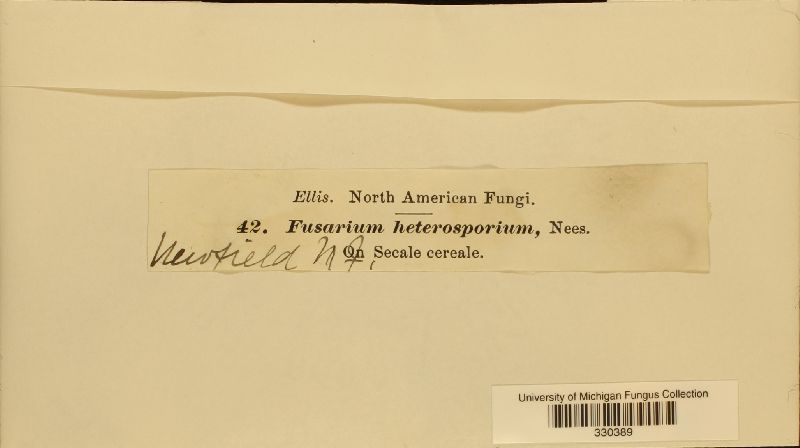 Ellis. North American Fungi.
42. Fusarium heterosporium, Nees.
On Secale cereale.
Newfield N.J.,
University of Michigan Fungus Collection
330389